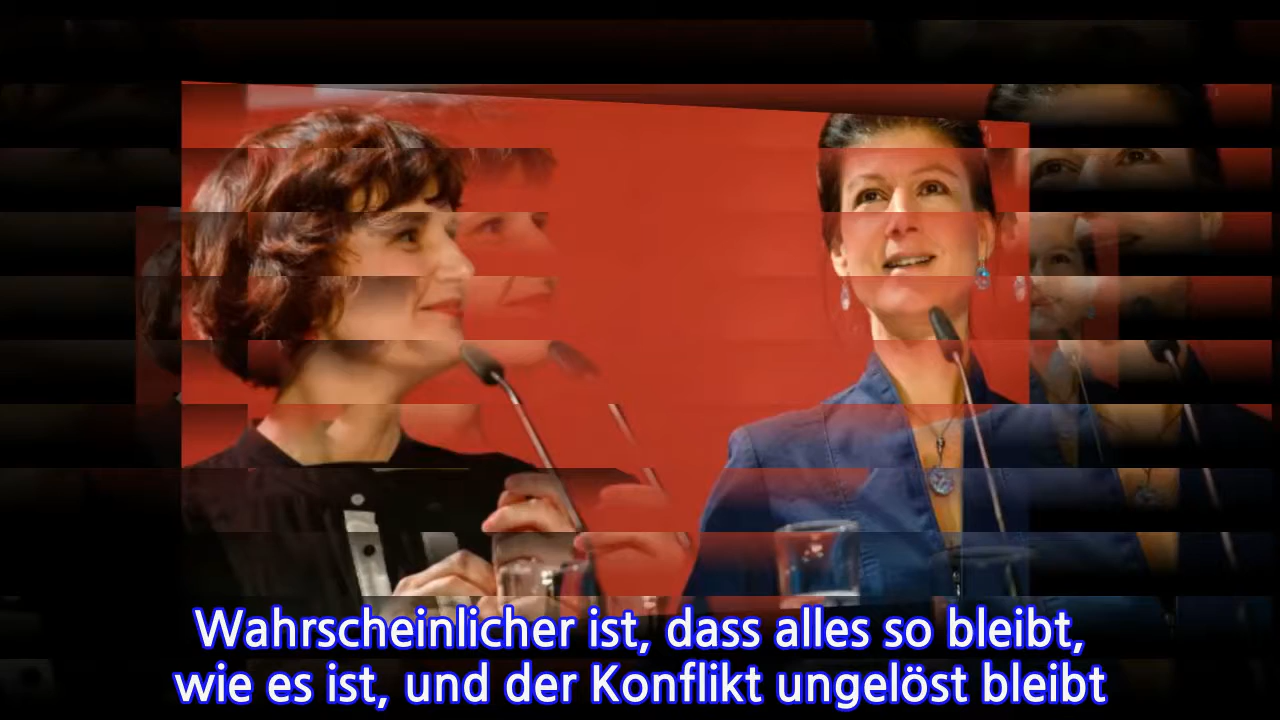 Wahrscheinlicher ist, dass alles so bleibt,
wie es ist, und der Konflikt ungelöst bleibt